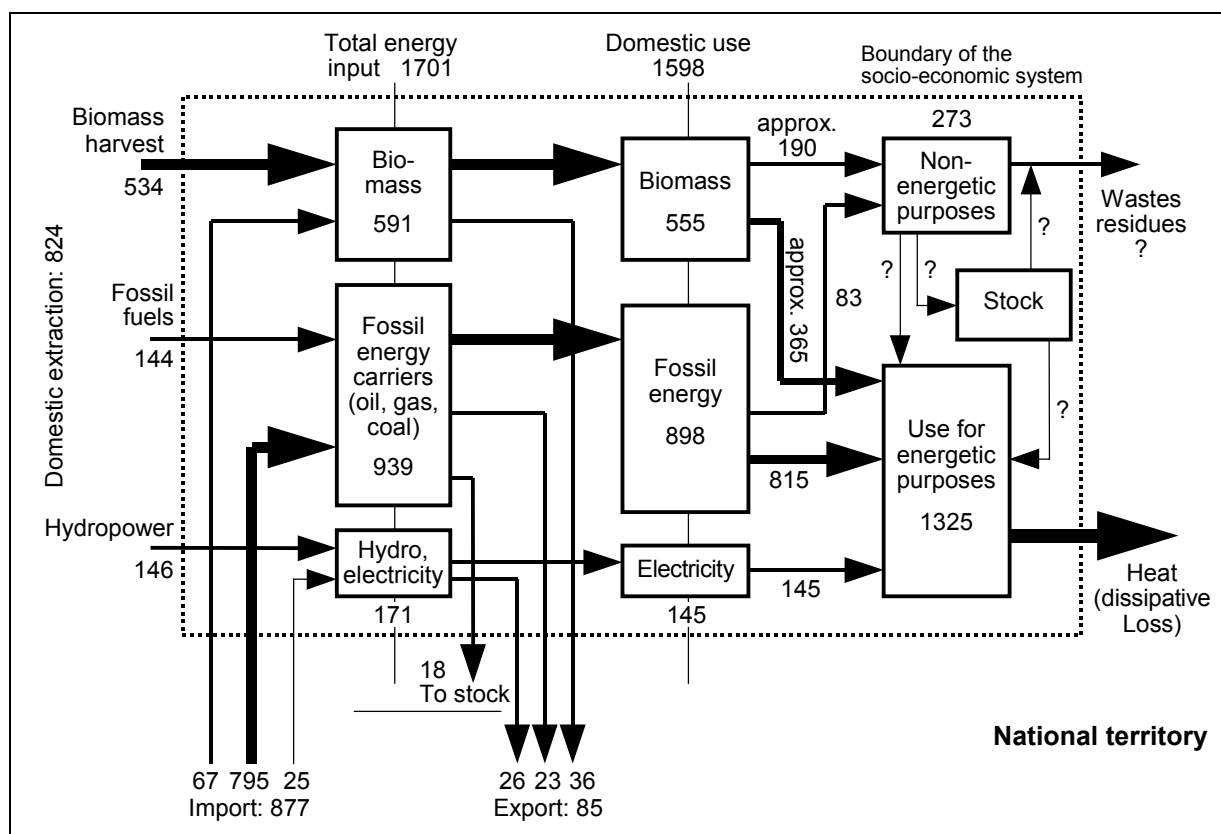 Total energy
input 1701
Domestic use
1598
Boundary of the
socio-economic system
Biomass
harvest
534
Bio-
mass
591
Biomass
555
approx.
190
273
Non-
energetic
purposes
Wastes
residues
?
Domestic extraction: 824
approx. 365
83
?
?
?
Stock
?
Fossil
fuels
144
Fossil
energy
carriers
(oil, gas,
coal)
939
Fossil
energy
898
815
Use for
energetic
purposes
1325
Hydropower
146
Hydro,
electricity
171
Electricity
145
145
Heat
(dissipative
Loss)
18
To stock
National territory
67 795 25
Import: 877
26 23 36
Export: 85